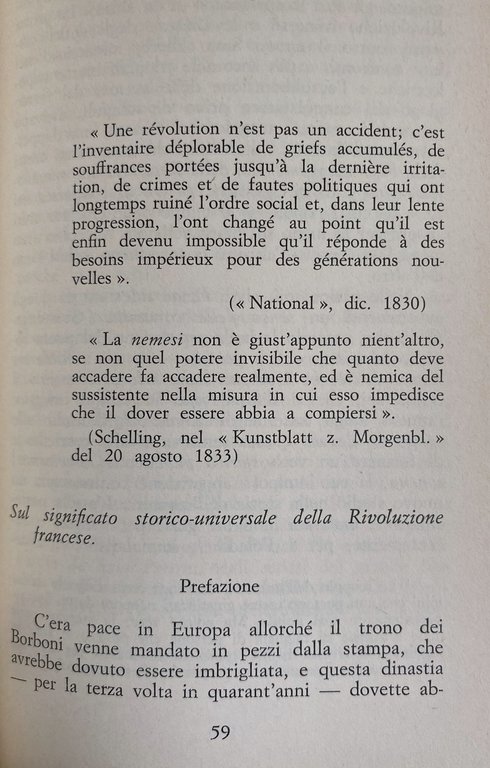 « Une révolution n'est pas un accident; c'est
l'inventaire déplorable de griefs accumulés, de
souffrances portées jusqu'à la dernière irrita-
tion, de crimes et de fautes politiques qui ont
longtemps ruiné l'ordre social et, dans leur lente
progression, l'ont changé au point qu'il est
enfin devenu impossible qu'il réponde à des
besoins impérieux pour des générations nou-
velles ».
(« National », dic. 1830)
« La nemesi non è giust'appunto nient'altro,
se non quel potere invisibile che quanto deve
accadere fa accadere realmente, ed è nemica del
sussistente nella misura in cui esso impedisce
che il dover essere abbia a compiersi ».
(Schelling, nel « Kunstblatt z. Morgenbl. »
del 20 agosto 1833)
Sul significato storico-universale della Rivoluzione
francese.
Prefazione
C'era pace in Europa allorché il trono dei
Borboni venne mandato in pezzi dalla stampa, che
avrebbe dovuto essere imbrigliata, e questa dinastia
— per la terza volta in quarant'anni — dovette ab-
59